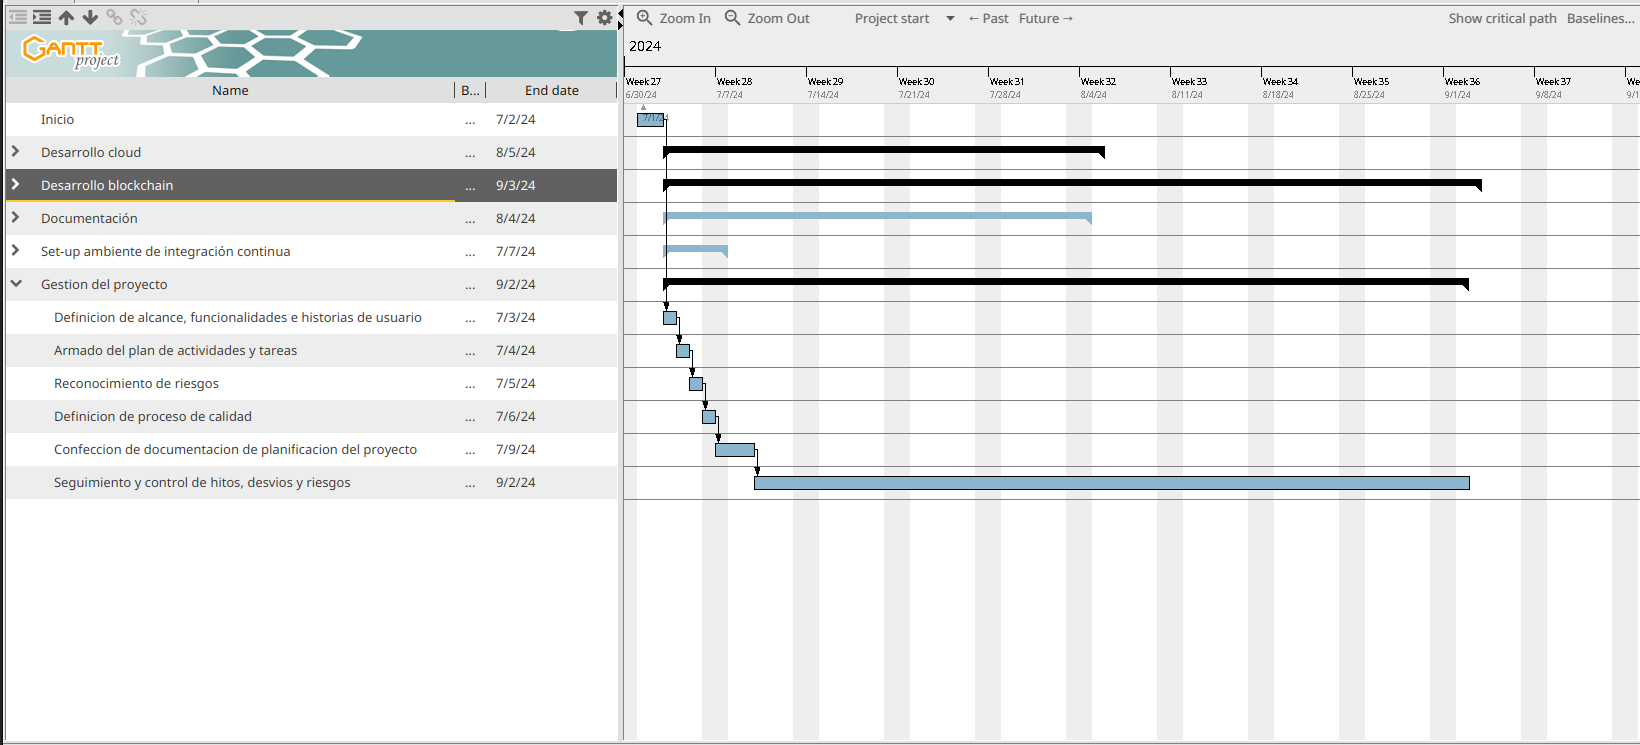 Zoom In Zoom Out Project start ← Past Future → Show critical path Baselines...
GANTT project
2024
Week 27 Week 28 Week 29 Week 30 Week 31 Week 32 Week 33 Week 34 Week 35 Week 36 Week 37 We
6/30/24 7/7/24 7/14/24 7/21/24 7/28/24 8/4/24 8/11/24 8/18/24 8/25/24 9/1/24 9/8/24 9/1
Name B... End date
Inicio ... 7/2/24 7/1/24
Desarrollo cloud ... 8/5/24
Desarrollo blockchain ... 9/3/24
Documentación ... 8/4/24
Set-up ambiente de integración continua ... 7/7/24
Gestion del proyecto ... 9/2/24
Definicion de alcance, funcionalidades e historias de usuario ... 7/3/24
Armado del plan de actividades y tareas ... 7/4/24
Reconocimiento de riesgos ... 7/5/24
Definicion de proceso de calidad ... 7/6/24
Confeccion de documentacion de planificacion del proyecto ... 7/9/24
Seguimiento y control de hitos, desvios y riesgos ... 9/2/24